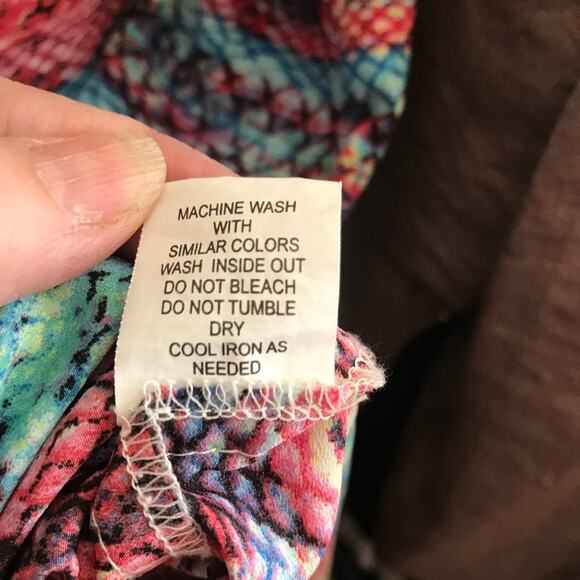 MACHINE WASH
WITH
SIMILAR COLORS
WASH INSIDE OUT
DO NOT BLEACH
DO NOT TUMBLE
DRY
COOL IRON AS
NEEDED